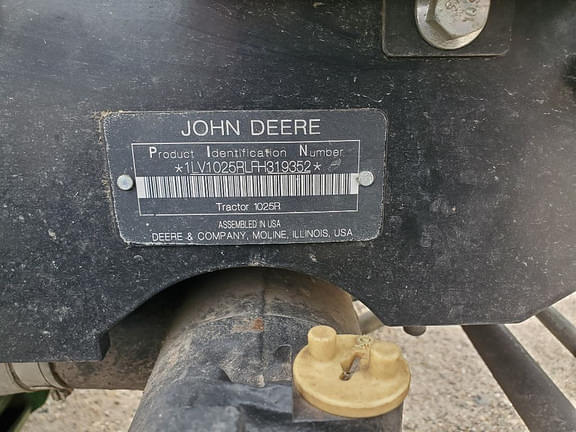 JOHN DEERE
Product Identification Number
*1LV1025RLFH319352*
Tractor 1025R
ASSEMBLED IN USA
DEERE & COMPANY, MOLINE, ILLINOIS, USA